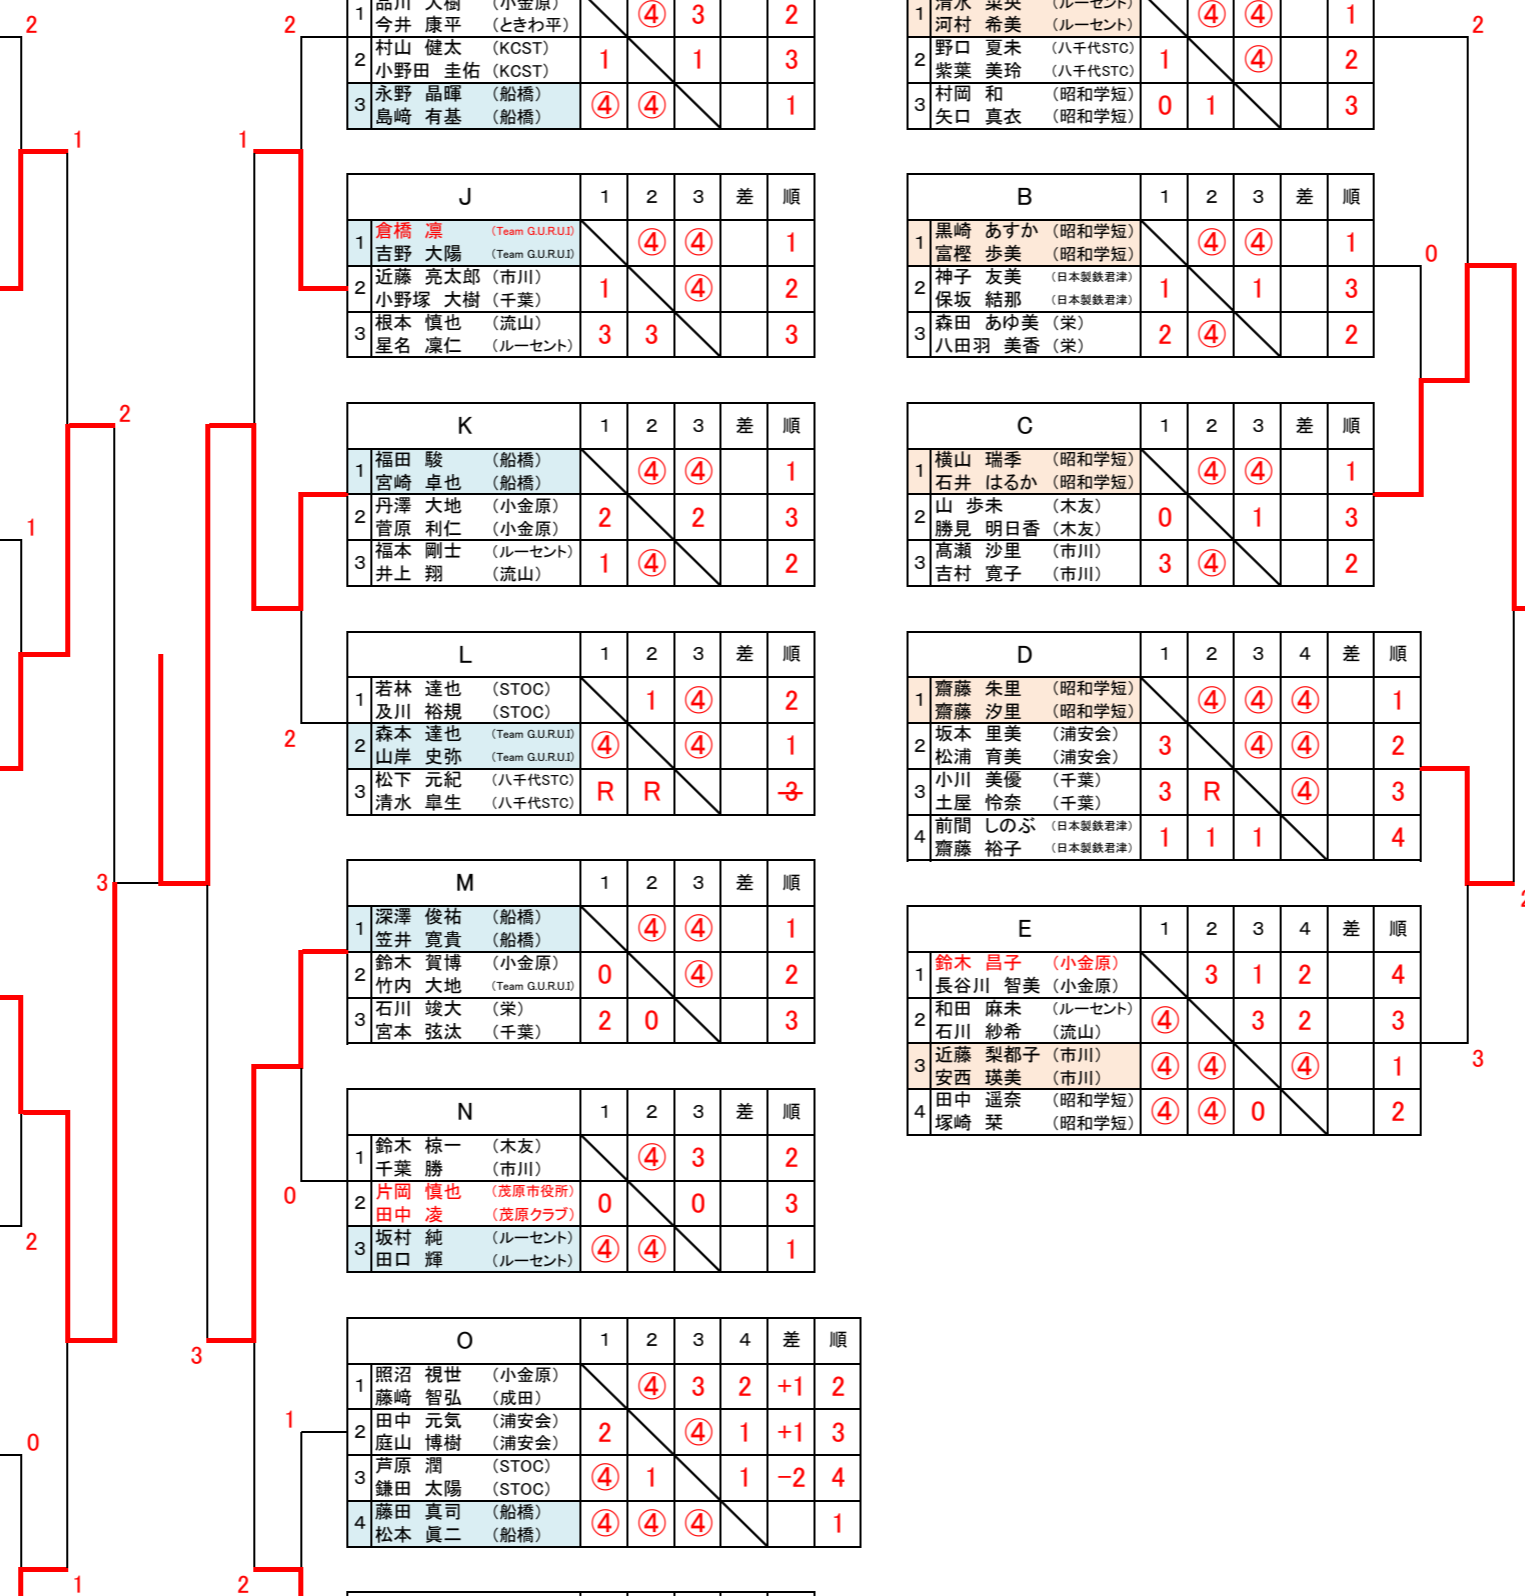 1 品川 大樹 (小金原) ④ 3 2
今井 康平 (ときわ平)
2 村山 健太 (KCST) 1 1 3
小野田 圭佑 (KCST)
3 永野 晶暉 (船橋) ④ ④ 1
島﨑 有基 (船橋)
J 1 2 3 差 順
1 倉橋 凛 (Team G.U.R.U.I) ④ ④ 1
吉野 大陽 (Team G.U.R.U.I)
2 近藤 亮太郎 (市川) 1 ④ 2
小野塚 大樹 (千葉)
3 根本 慎也 (流山) 3 3 3
星名 凜仁 (ルーセント)
K 1 2 3 差 順
1 福田 駿 (船橋) ④ ④ 1
宮崎 卓也 (船橋)
2 丹澤 大地 (小金原) 2 2 3
菅原 利仁 (小金原)
3 福本 剛士 (ルーセント) 1 ④ 2
井上 翔 (流山)
L 1 2 3 差 順
1 若林 達也 (STOC) 1 ④ 2
及川 裕規 (STOC)
2 森本 達也 (Team G.U.R.U.I) ④ ④ 1
山岸 史弥 (Team G.U.R.U.I)
3 松下 元紀 (八千代STC) R R 3
清水 皐生 (八千代STC)
M 1 2 3 差 順
1 深澤 俊祐 (船橋) ④ ④ 1
笠井 寛貴 (船橋)
2 鈴木 賀博 (小金原) 0 ④ 2
竹内 大地 (Team G.U.R.U.I)
3 石川 竣大 (栄) 2 0 3
宮本 弦汰 (千葉)
N 1 2 3 差 順
1 鈴木 椋一 (木友) ④ 3 2
千葉 勝 (市川)
2 片岡 慎也 (茂原市役所) 0 0 3
田中 凌 (茂原クラブ)
3 坂村 純 (ルーセント) ④ ④ 1
田口 輝 (ルーセント)
O 1 2 3 4 差 順
1 照沼 視世 (小金原) ④ 3 2 +1 2
藤﨑 智弘 (成田)
2 田中 元気 (浦安会) 2 ④ 1 +1 3
庭山 博樹 (浦安会)
3 芦原 潤 (STOC) ④ 1 1 -2 4
鎌田 太陽 (STOC)
4 藤田 真司 (船橋) ④ ④ ④ 1
松本 眞二 (船橋)
1 清水 菜央 (ルーセント) ④ ④ 1
河村 希美 (ルーセント)
2 野口 夏未 (八千代STC) 1 ④ 2
紫葉 美玲 (八千代STC)
3 村岡 和 (昭和学短) 0 1 3
矢口 真衣 (昭和学短)
B 1 2 3 差 順
1 黒崎 あすか (昭和学短) ④ ④ 1
富樫 歩美 (昭和学短)
2 神子 友美 (日本製鉄君津) 1 1 3
保坂 結那 (日本製鉄君津)
3 森田 あゆ美 (栄) 2 ④ 2
八田羽 美香 (栄)
C 1 2 3 差 順
1 横山 瑞季 (昭和学短) ④ ④ 1
石井 はるか (昭和学短)
2 山 歩未 (木友) 0 1 3
勝見 明日香 (木友)
3 髙瀬 沙里 (市川) 3 ④ 2
吉村 寛子 (市川)
D 1 2 3 4 差 順
1 齋藤 朱里 (昭和学短) ④ ④ ④ 1
齋藤 汐里 (昭和学短)
2 坂本 里美 (浦安会) 3 ④ ④ 2
松浦 育美 (浦安会)
3 小川 美優 (千葉) 3 R ④ 3
土屋 怜奈 (千葉)
4 前間 しのぶ (日本製鉄君津) 1 1 1 4
齋藤 裕子 (日本製鉄君津)
E 1 2 3 4 差 順
1 鈴木 昌子 (小金原) 3 1 2 4
長谷川 智美 (小金原)
2 和田 麻未 (ルーセント) ④ 3 2 3
石川 紗希 (流山)
3 近藤 梨都子 (市川) ④ ④ ④ 1
安西 瑛美 (市川)
4 田中 遥奈 (昭和学短) ④ ④ 0 2
塚崎 栞 (昭和学短)
2
1
2
1
3
2
0
1
2
1
2
3
1
0
2
2
0
2
3